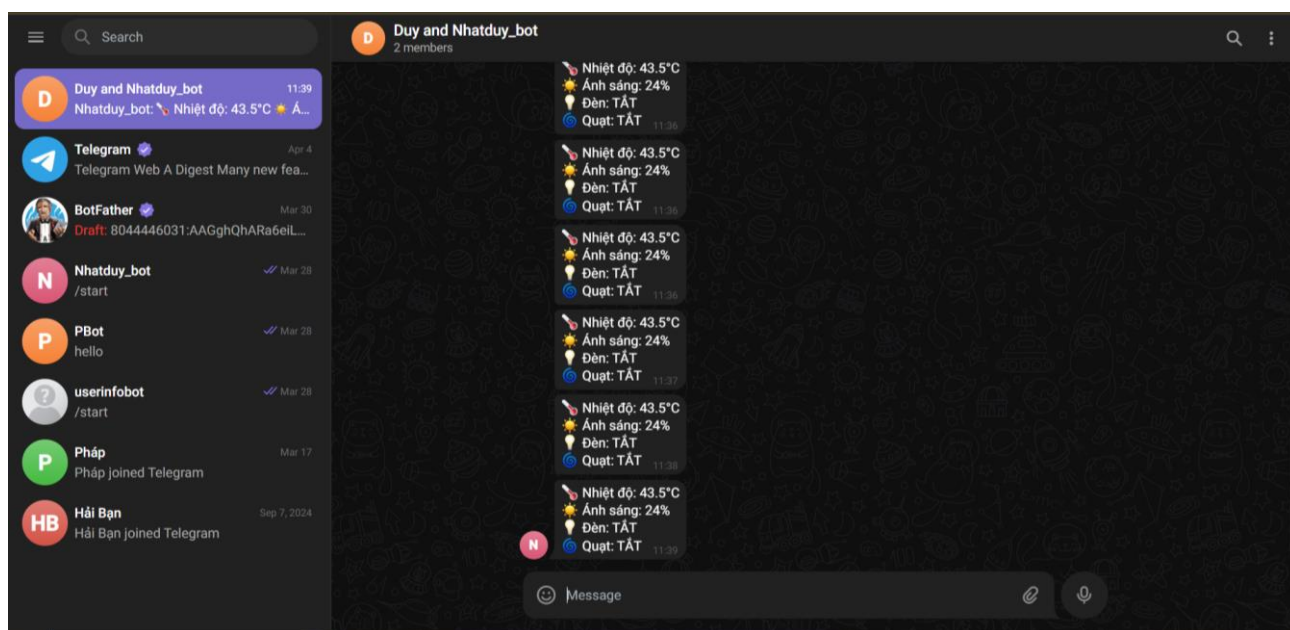 Search
Duy and Nhatduy_bot 11:39
Nhatduy_bot: Nhiệt độ: 43.5°C Á...
Telegram Apr 4
Telegram Web A Digest Many new fea...
BotFather Mar 30
Draft: 8044446031:AAGghQhARa6eiL...
Nhatduy_bot Mar 28
/start
PBot Mar 28
hello
userinfobot Mar 28
/start
Pháp Mar 17
Pháp joined Telegram
Hải Bạn Sep 7, 2024
Hải Bạn joined Telegram
Duy and Nhatduy_bot
2 members
Nhiệt độ: 43.5°C
Ánh sáng: 24%
Đèn: TẮT
Quạt: TẮT 11:36
Nhiệt độ: 43.5°C
Ánh sáng: 24%
Đèn: TẮT
Quạt: TẮT 11:36
Nhiệt độ: 43.5°C
Ánh sáng: 24%
Đèn: TẮT
Quạt: TẮT 11:36
Nhiệt độ: 43.5°C
Ánh sáng: 24%
Đèn: TẮT
Quạt: TẮT 11:37
Nhiệt độ: 43.5°C
Ánh sáng: 24%
Đèn: TẮT
Quạt: TẮT 11:38
Nhiệt độ: 43.5°C
Ánh sáng: 24%
Đèn: TẮT
Quạt: TẮT 11:39
Message
D
D
N
P
P
HB
N